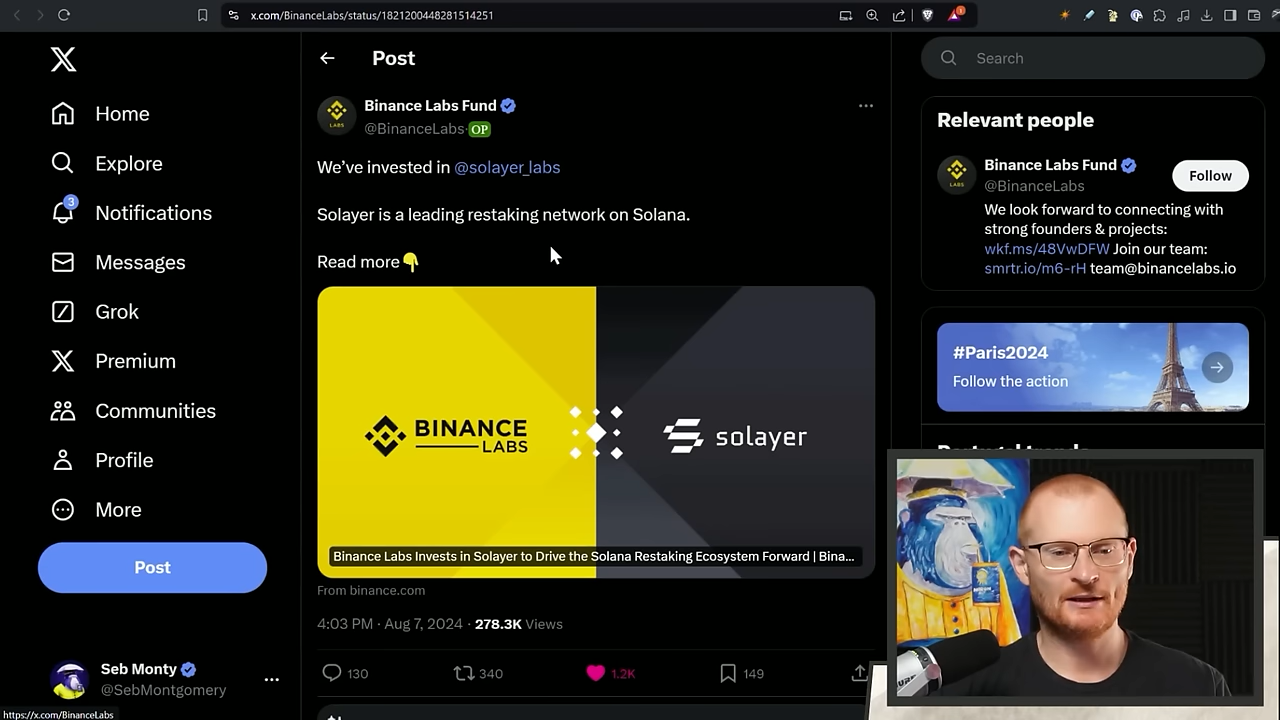 x.com/BinanceLabs/status/1821200448281514251
1
Home
Explore
3
Notifications
Messages
Grok
Premium
Communities
Profile
More
Post
Seb Monty
@SebMontgomery
https://x.com/BinanceLabs
Post
Binance Labs Fund
LABS
@BinanceLabs OP
We’ve invested in @solayer_labs
Solayer is a leading restaking network on Solana.
Read more👇
BINANCE
LABS
solayer
Binance Labs Invests in Solayer to Drive the Solana Restaking Ecosystem Forward | Bina...
From binance.com
4:03 PM · Aug 7, 2024 · 278.3K Views
130
340
1.2K
149
Search
Relevant people
Binance Labs Fund
LABS
@BinanceLabs
Follow
We look forward to connecting with
strong founders & projects:
wkf.ms/48VwDFW Join our team:
smrtr.io/m6-rH team@binancelabs.io
#Paris2024
Follow the action
Portugal trends